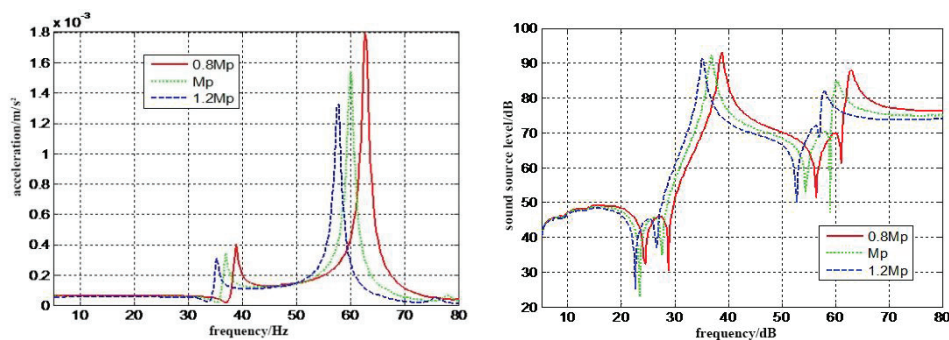 x 10⁻³
1.8
1.6
1.4
1.2
1
0.8
0.6
0.4
0.2
0
acceleration/m/s²
0.8Mp
Mp
1.2Mp
10 20 30 40 50 60 70 80
frequency/Hz
100
90
80
70
60
50
40
30
20
sound source level/dB
0.8Mp
Mp
1.2Mp
10 20 30 40 50 60 70 80
frequency/dB